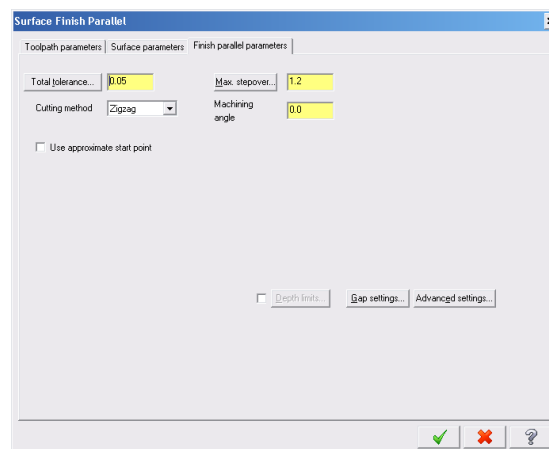 Surface Finish Parallel
Toolpath parameters Surface parameters Finish parallel parameters
Total tolerance... 0.05 Max. stepover... 1.2
Cutting method Zigzag Machining angle 0.0
Use approximate start point
Depth limits... Gap settings... Advanced settings...